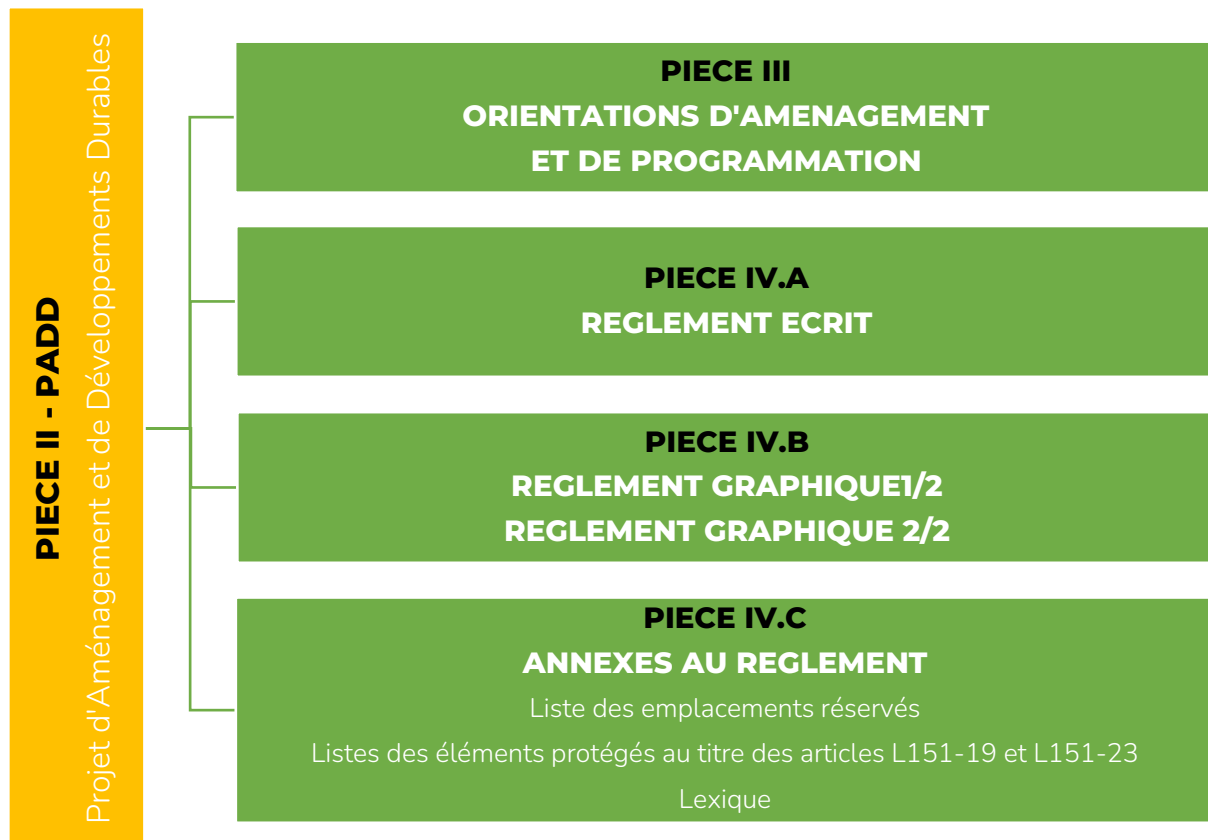 PIECE II - PADD
Projet d'Aménagement et de Développements Durables
PIECE III
ORIENTATIONS D'AMENAGEMENT
ET DE PROGRAMMATION
PIECE IV.A
REGLEMENT ECRIT
PIECE IV.B
REGLEMENT GRAPHIQUE1/2
REGLEMENT GRAPHIQUE 2/2
PIECE IV.C
ANNEXES AU REGLEMENT
Liste des emplacements réservés
Listes des éléments protégés au titre des articles L151-19 et L151-23
Lexique